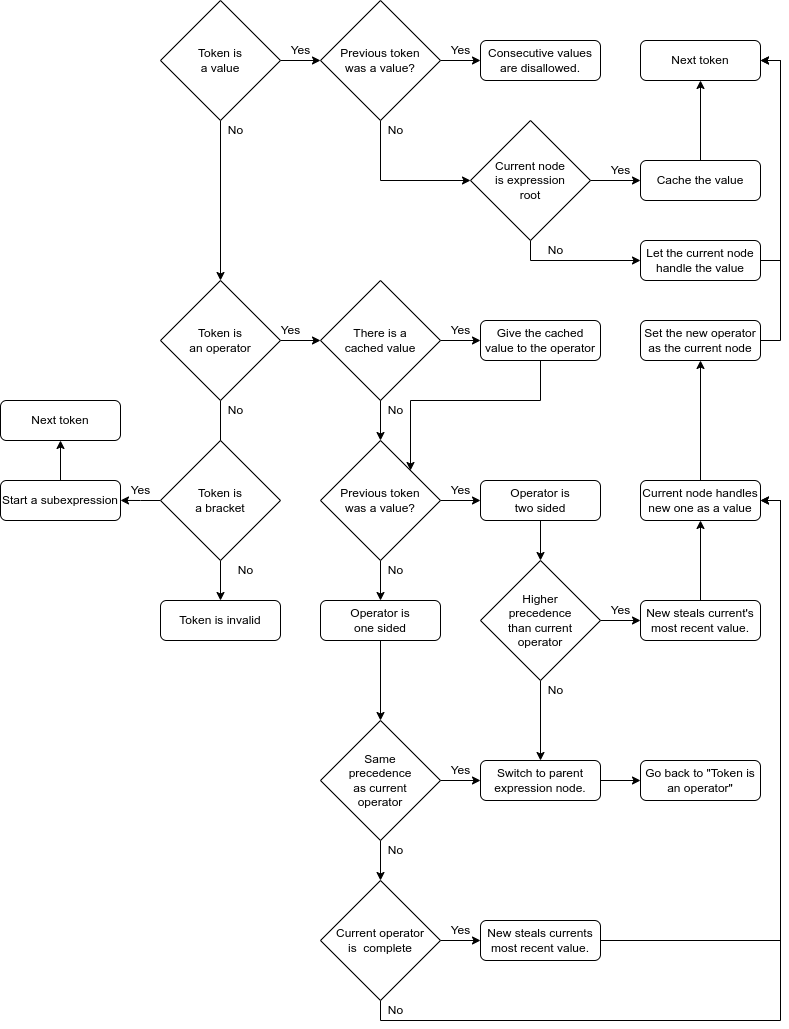 Token is
a value
Yes
Previous token
was a value?
Yes
Consecutive values
are disallowed.
Next token
No
No
Current node
is expression
root
Yes
Cache the value
No
Let the current node
handle the value
Token is
an operator
Yes
There is a
cached value
Yes
Give the cached
value to the operator
Set the new operator
as the current node
No
No
Next token
Start a subexpression
Yes
Token is
a bracket
Previous token
was a value?
Yes
Operator is
two sided
Current node handles
new one as a value
No
No
Token is invalid
Operator is
one sided
Higher
precedence
than current
operator
Yes
New steals current's
most recent value.
No
Same
precedence
as current
operator
Yes
Switch to parent
expression node.
Go back to "Token is
an operator"
No
Current operator
is  complete
Yes
New steals currents
most recent value.
No